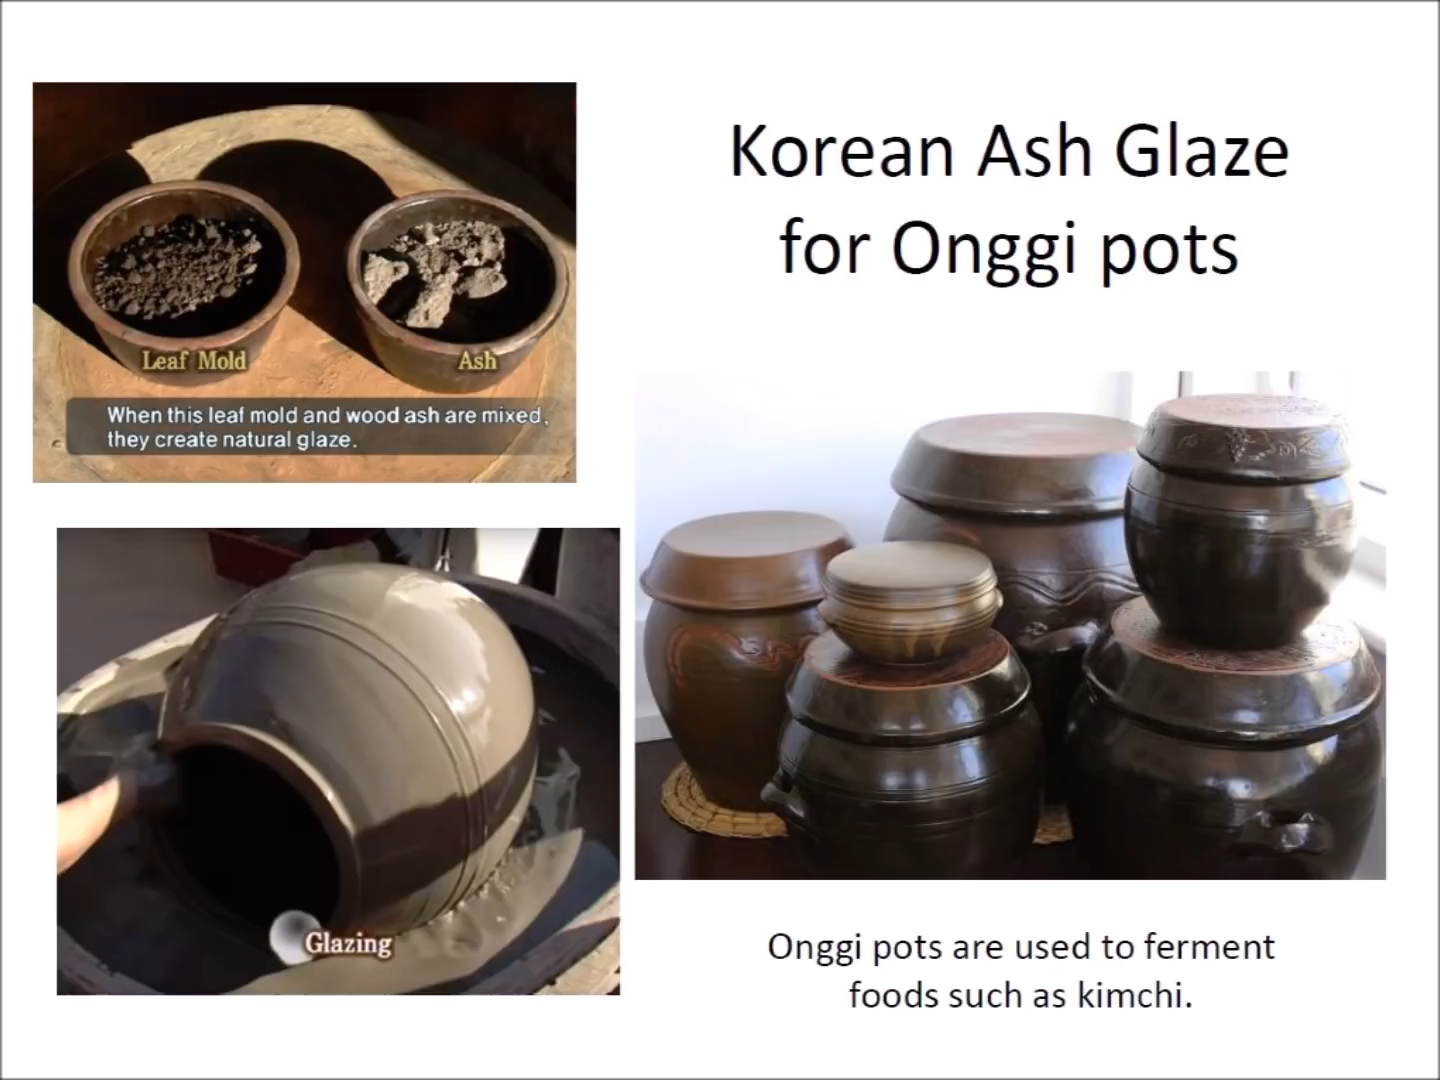 Korean Ash Glaze
for Onggi pots
Leaf Mold
Ash
When this leaf mold and wood ash are mixed,
they create natural glaze.
Glazing
Onggi pots are used to ferment
foods such as kimchi.